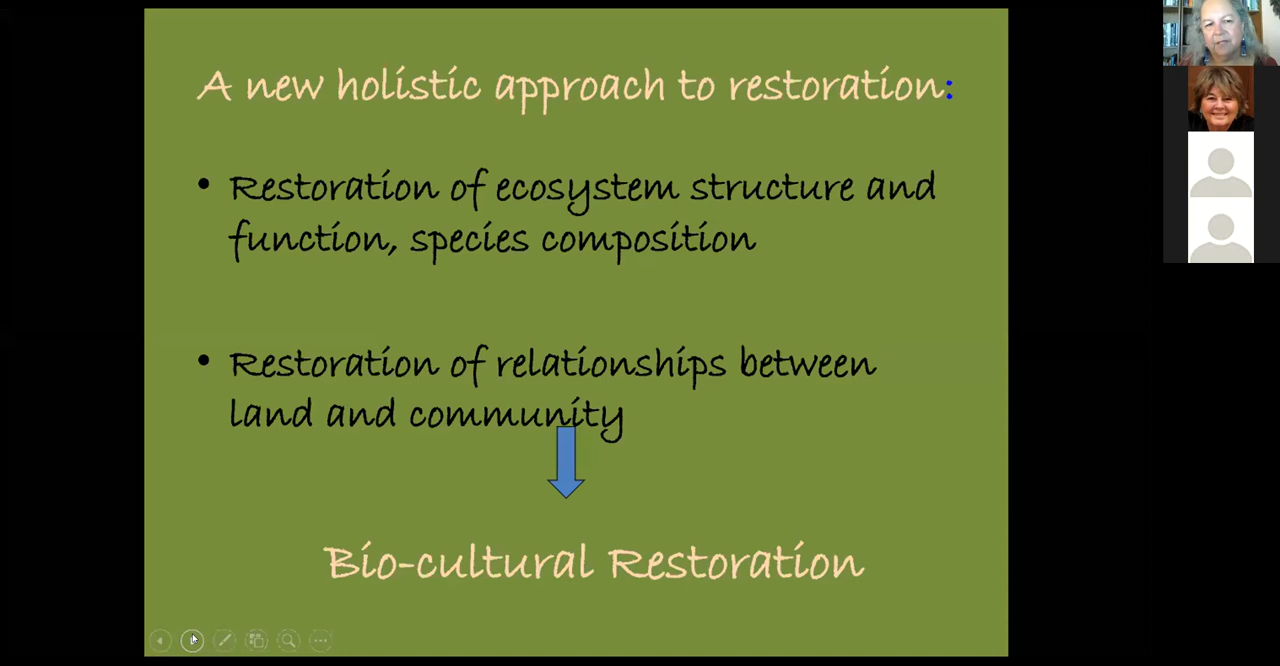 A new holistic approach to restoration:
• Restoration of ecosystem structure and
function, species composition
• Restoration of relationships between
land and community
Bio-cultural Restoration